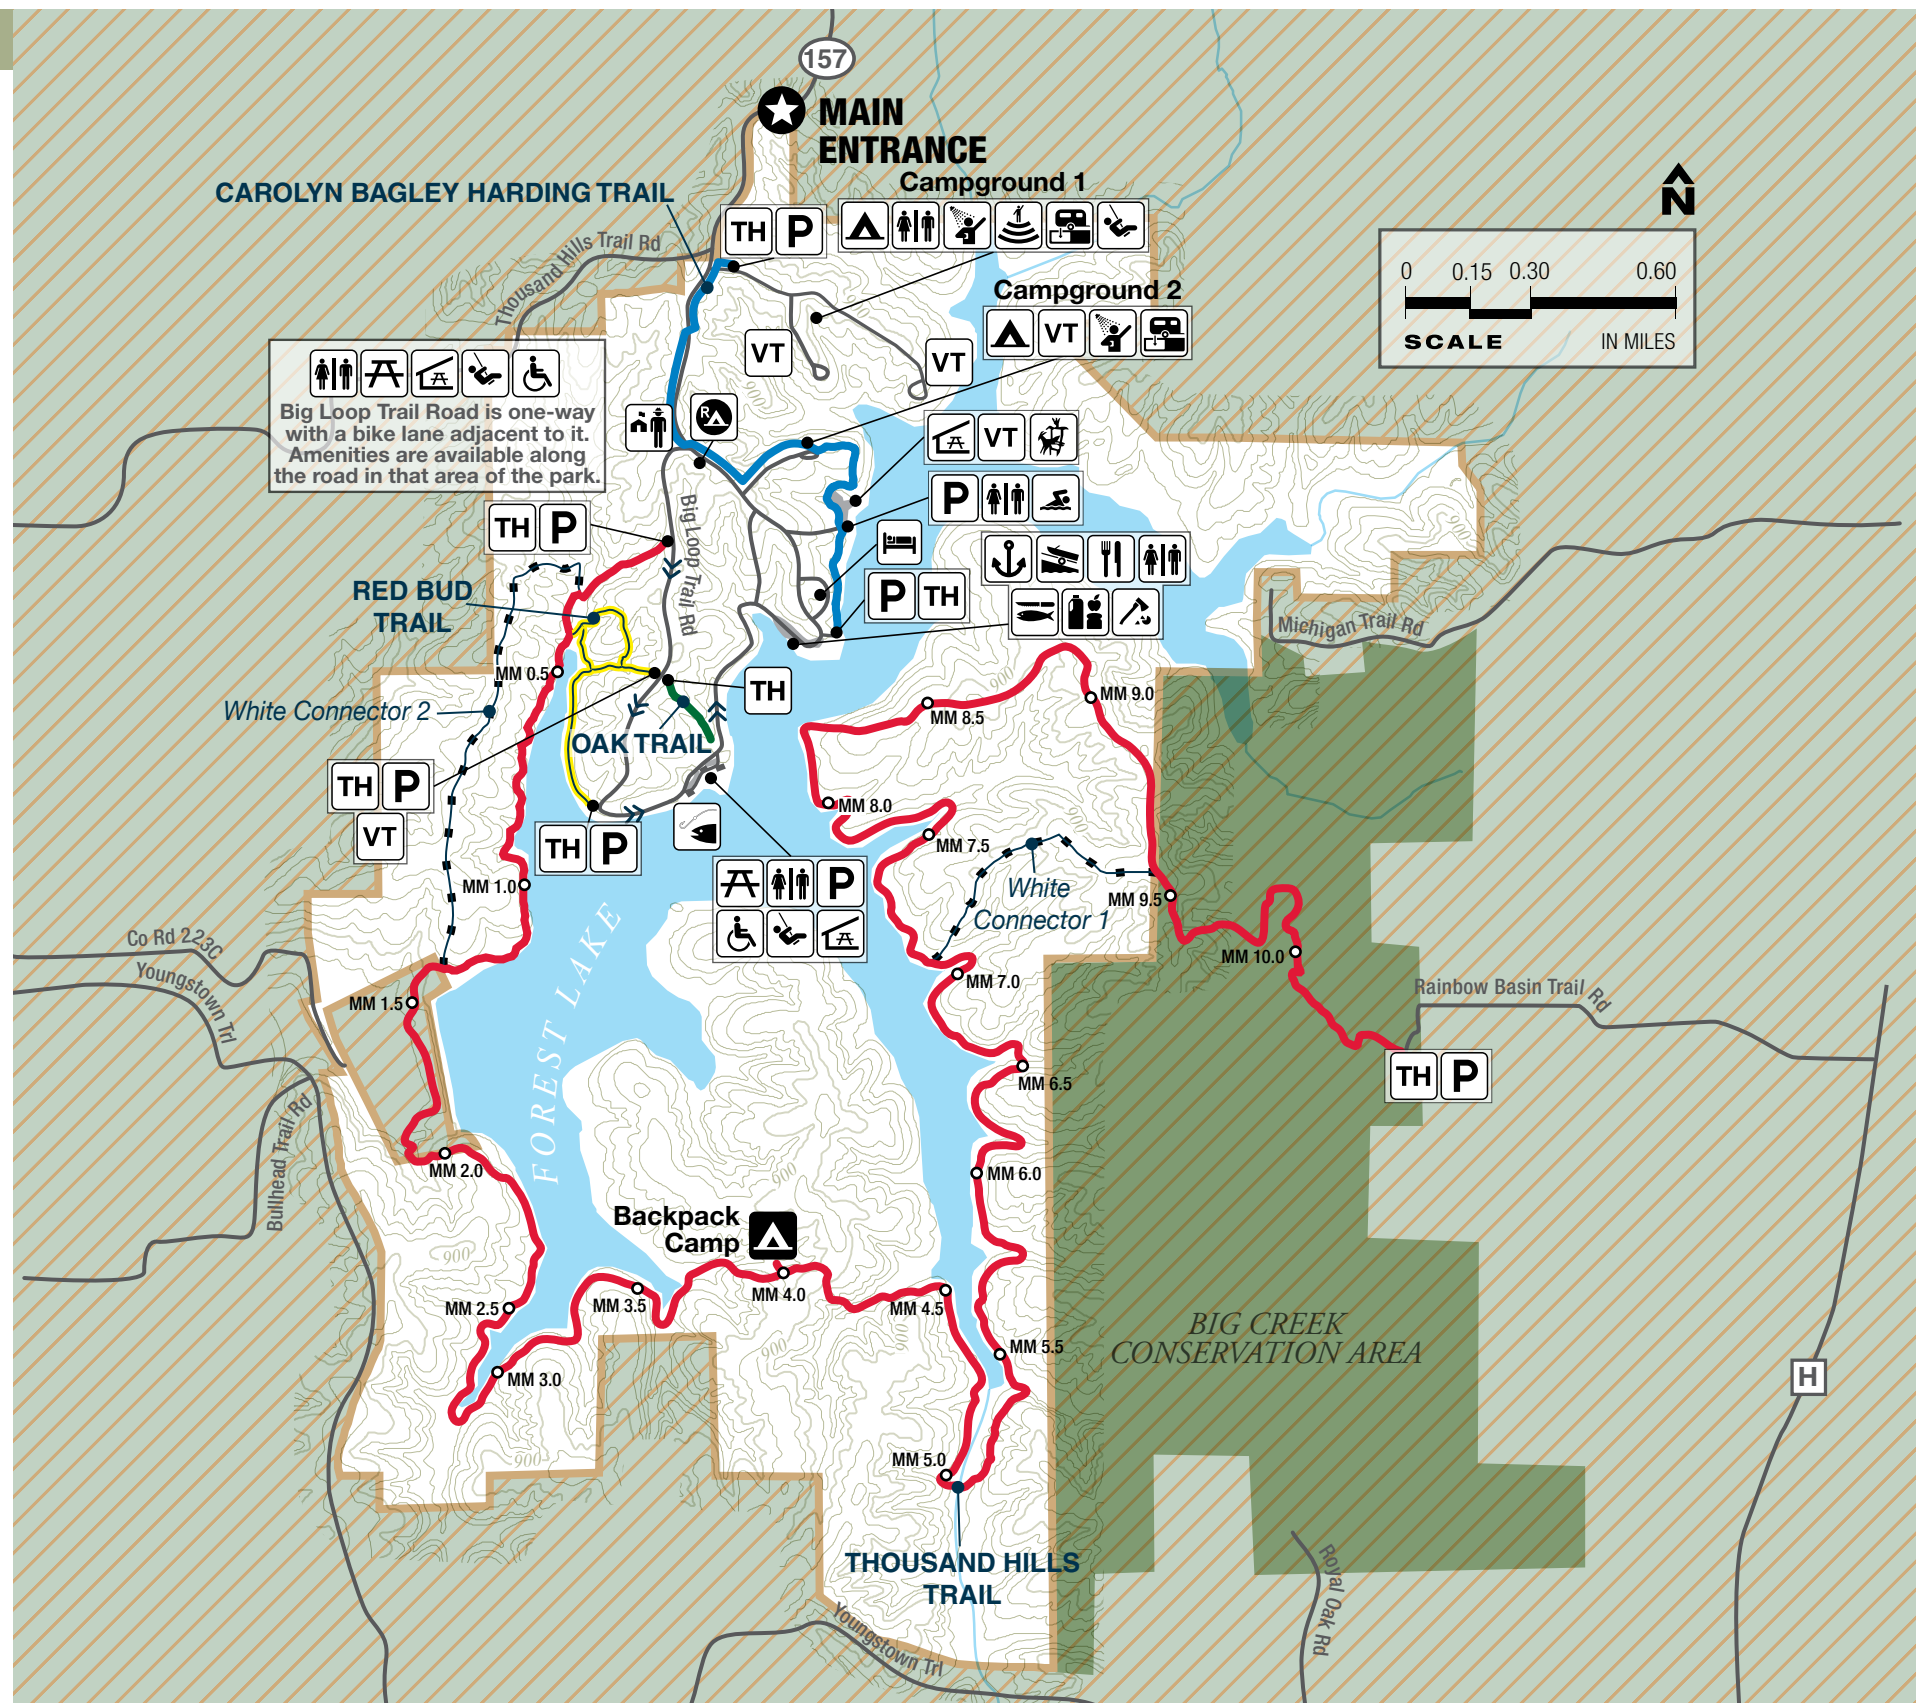 157
MAIN
ENTRANCE
Campground 1
CAROLYN BAGLEY HARDING TRAIL
TH P
Thousand Hills Trail Rd
N
0 0.15 0.30 0.60
SCALE IN MILES
Campground 2
VT
VT
VT
Big Loop Trail Road is one-way
with a bike lane adjacent to it.
Amenities are available along
the road in that area of the park.
R
VT
P
TH P
Big Loop Trail Rd
RED BUD
TRAIL
P TH
Michigan Trail Rd
MM 0.5
White Connector 2
TH
900
900
MM 9.0
MM 8.5
OAK TRAIL
TH P
VT
MM 8.0
900
TH P
MM 7.5
P
MM 1.0
White
Connector 1
MM 9.5
Co Rd 223C
Youngstown Trl
FOREST LAKE
MM 10.0
MM 7.0
Rainbow Basin Trail Rd
MM 1.5
TH P
MM 6.5
Bullhead Trail Rd
MM 2.0
900
MM 6.0
Backpack
Camp
900
MM 2.5
MM 3.5
MM 4.0
MM 4.5
900
900
MM 5.5
BIG CREEK
CONSERVATION AREA
MM 3.0
H
900
MM 5.0
THOUSAND HILLS
TRAIL
Royal Oak Rd
Youngstown Trl